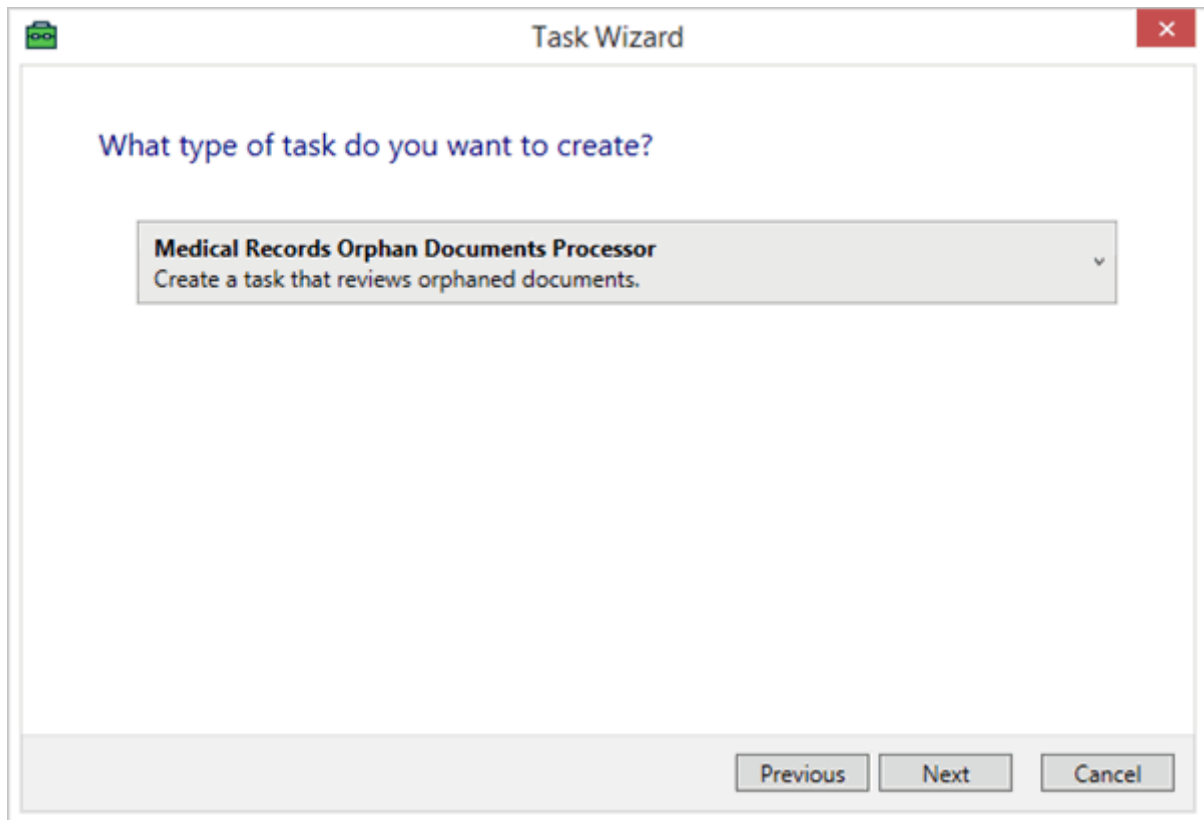 Task Wizard
What type of task do you want to create?
Medical Records Orphan Documents Processor
Create a task that reviews orphaned documents.
Previous Next Cancel